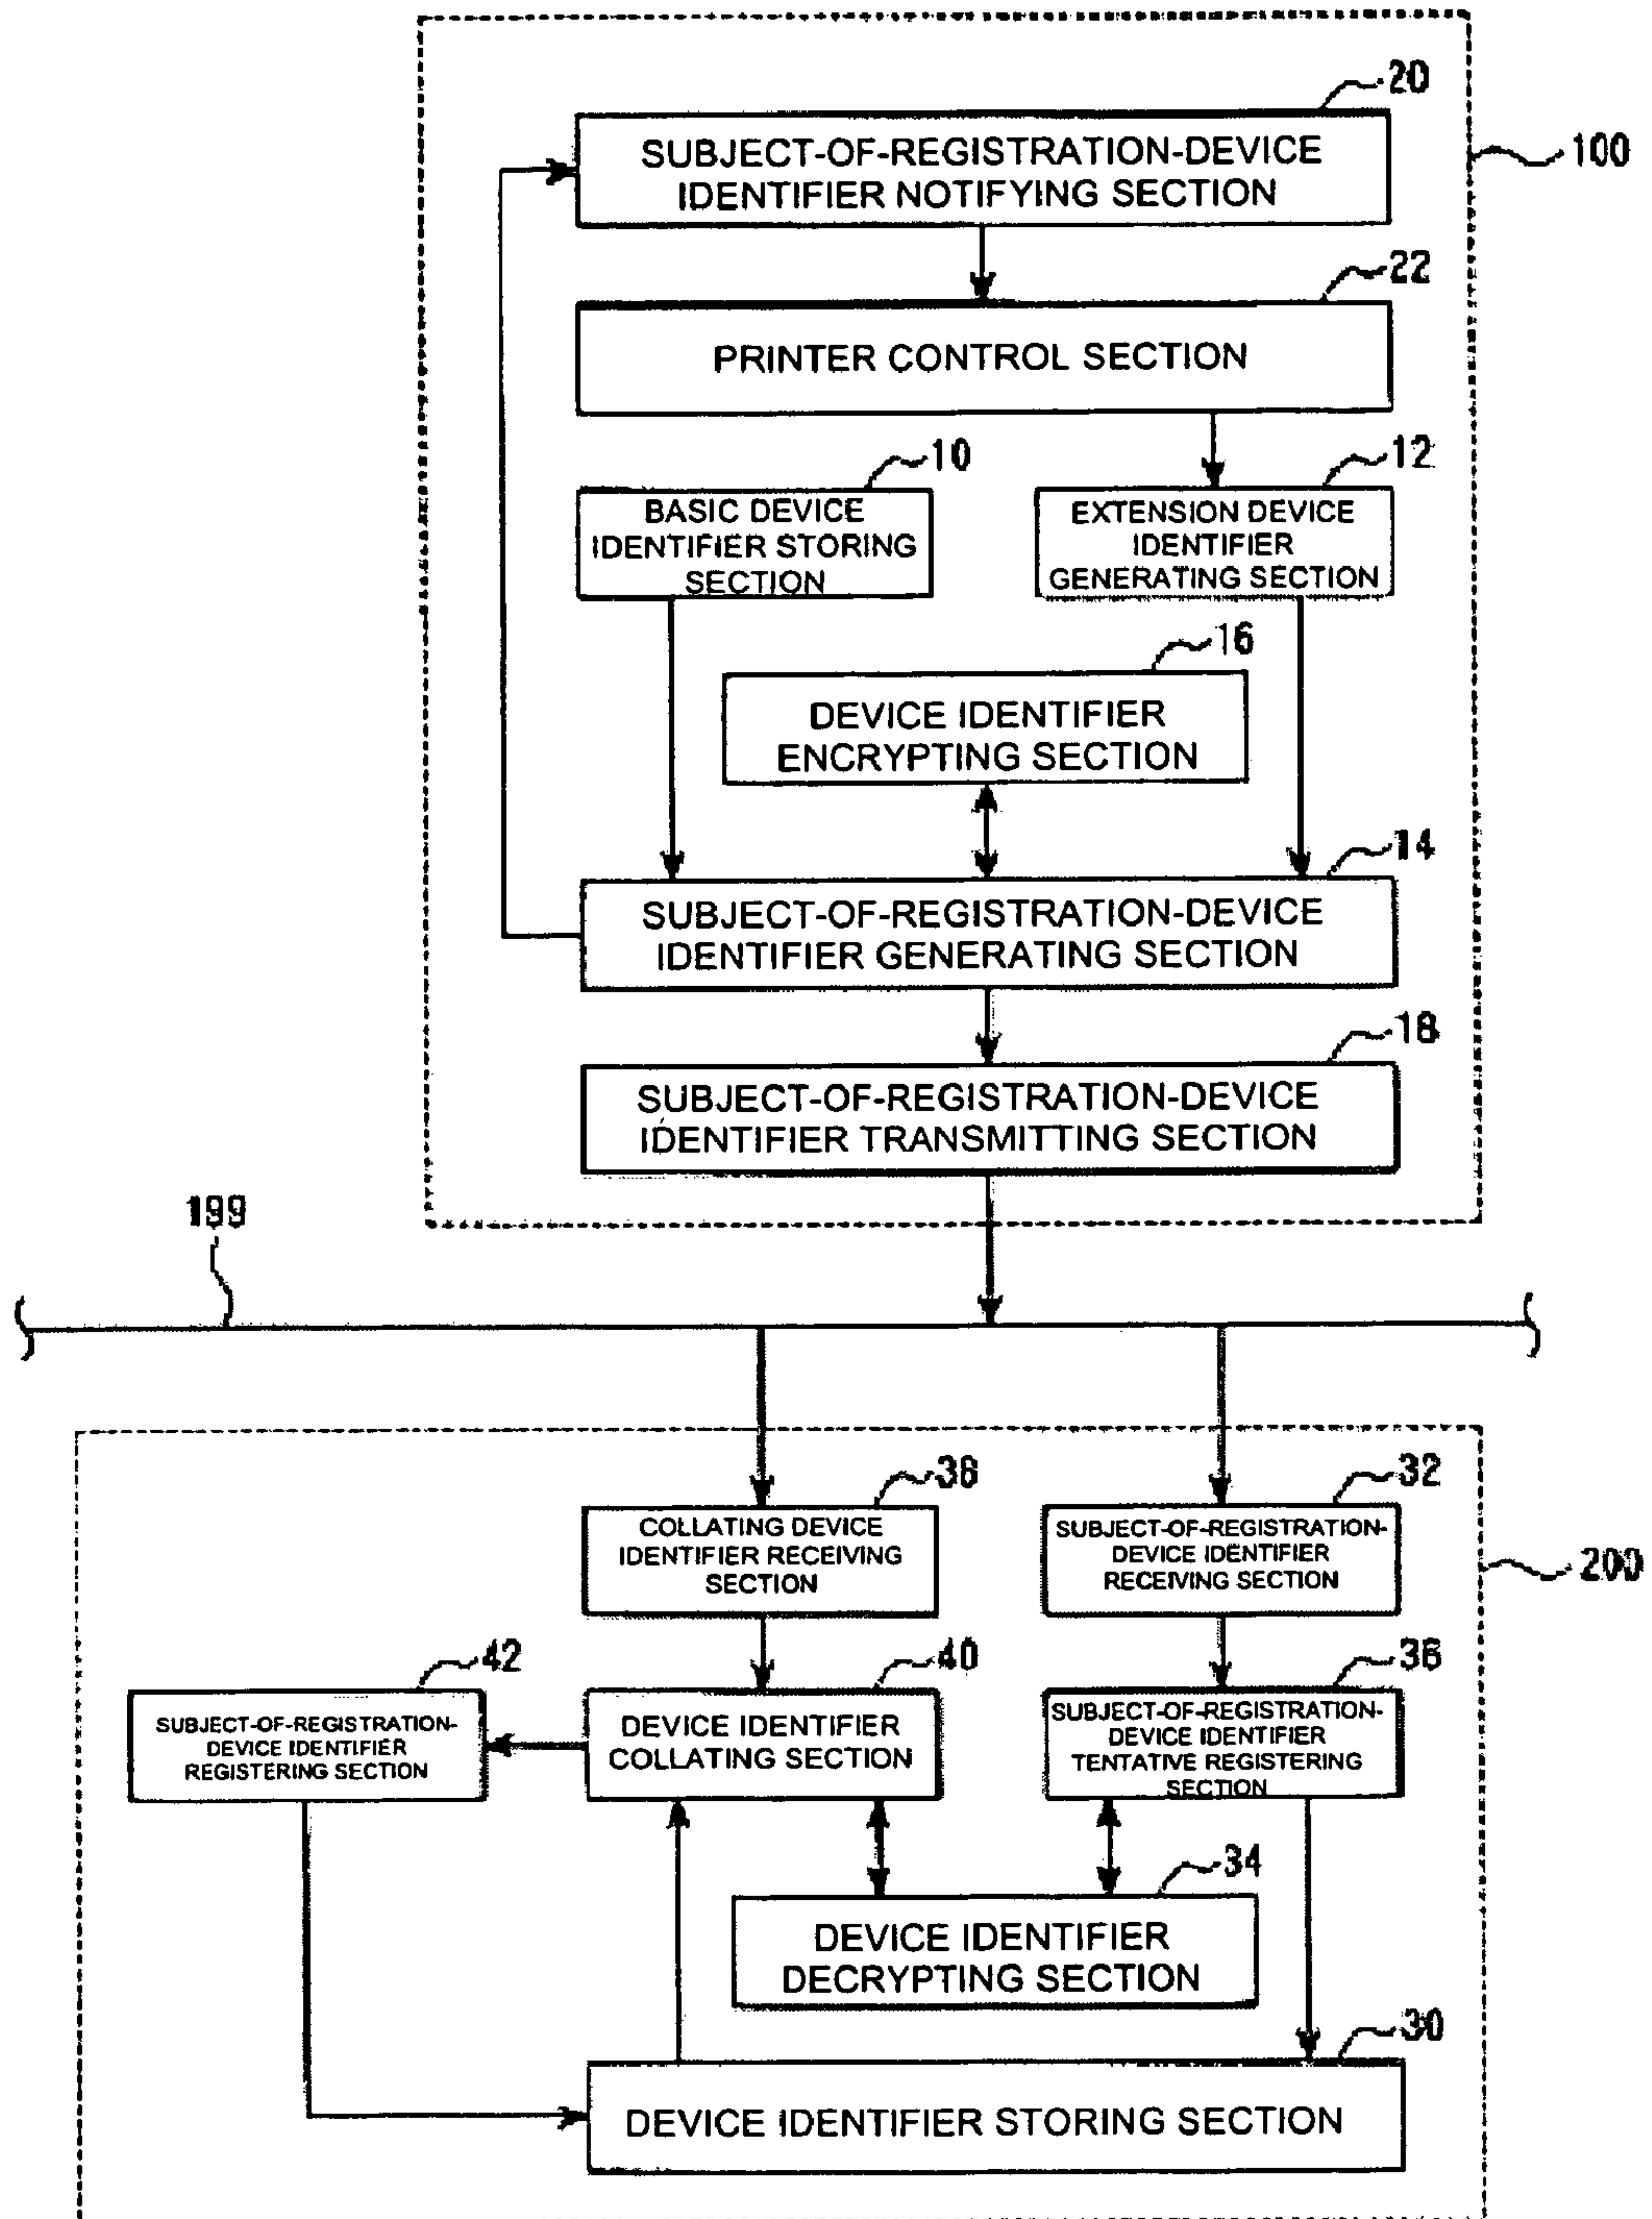 20
SUBJECT-OF-REGISTRATION-DEVICE
IDENTIFIER NOTIFYING SECTION
100
22
PRINTER CONTROL SECTION
10
BASIC DEVICE
IDENTIFIER STORING
SECTION
12
EXTENSION DEVICE
IDENTIFIER
GENERATING SECTION
16
DEVICE IDENTIFIER
ENCRYPTING SECTION
14
SUBJECT-OF-REGISTRATION-DEVICE
IDENTIFIER GENERATING SECTION
18
SUBJECT-OF-REGISTRATION-DEVICE
IDENTIFIER TRANSMITTING SECTION
199
38
COLLATING DEVICE
IDENTIFIER RECEIVING
SECTION
32
SUBJECT-OF-REGISTRATION-
DEVICE IDENTIFIER
RECEIVING SECTION
200
42
SUBJECT-OF-REGISTRATION-
DEVICE IDENTIFIER
REGISTERING SECTION
40
DEVICE IDENTIFIER
COLLATING SECTION
36
SUBJECT-OF-REGISTRATION-
DEVICE IDENTIFIER
TENTATIVE REGISTERING
SECTION
34
DEVICE IDENTIFIER
DECRYPTING SECTION
30
DEVICE IDENTIFIER STORING SECTION